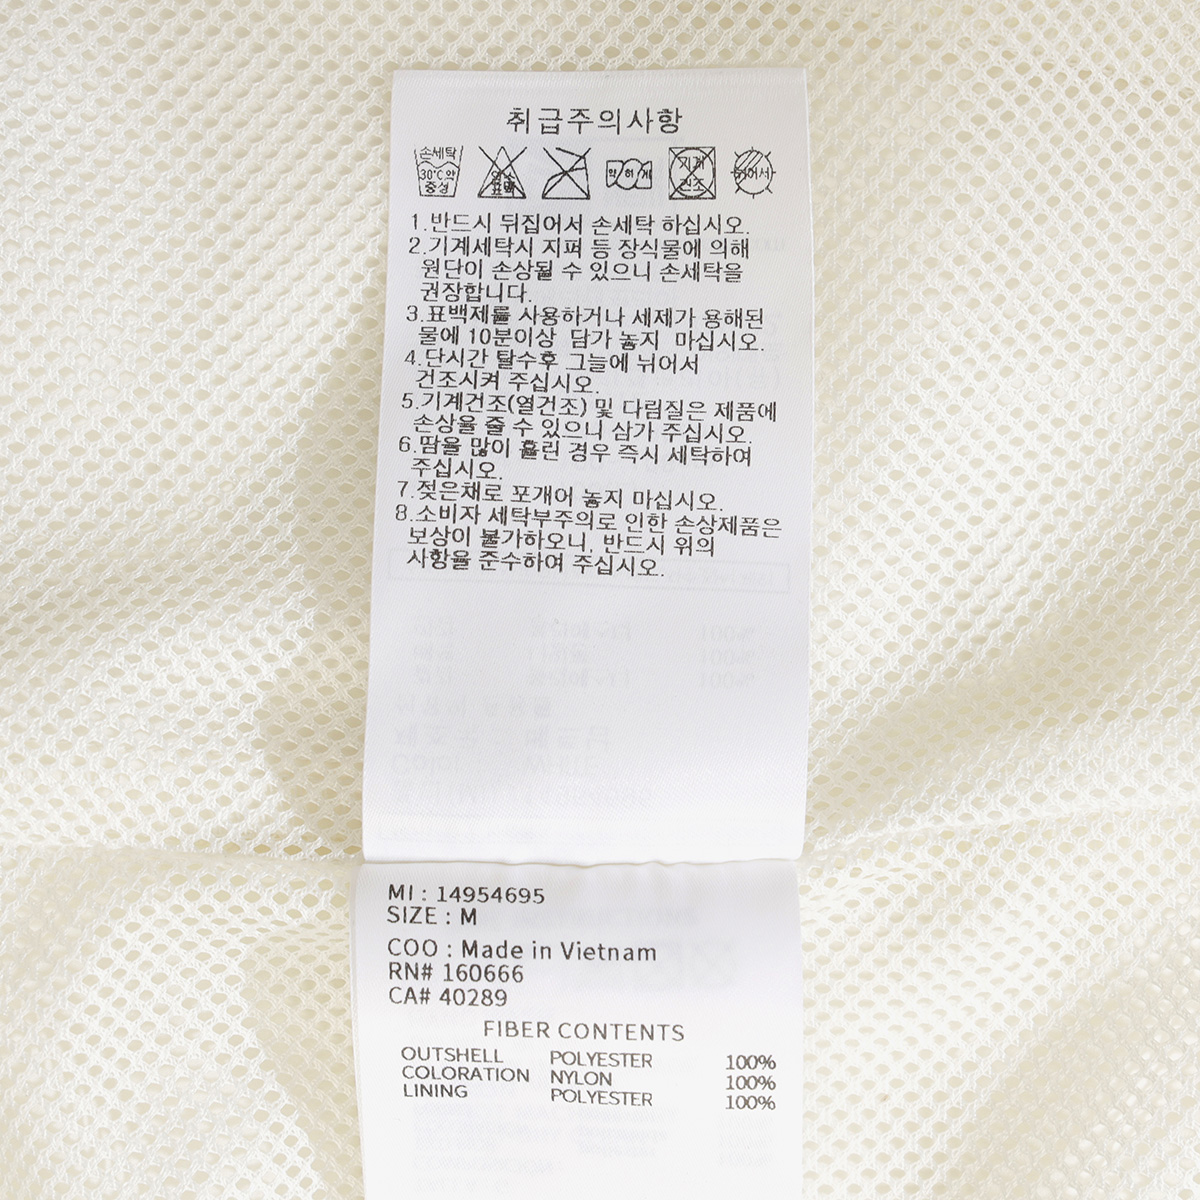 취급주의사항
손세탁
30°C약
중성
염소
표백
약하게
기계
건조
뉘어서
1.반드시 뒤집어서 손세탁 하십시오.
2.기계세탁시 지퍼 등 장식물에 의해
원단이 손상될 수 있으니 손세탁을
권장합니다.
3.표백제를 사용하거나 세제가 용해된
물에 10분이상 담가 놓지 마십시오.
4.단시간 탈수후 그늘에 뉘어서
건조시켜 주십시오.
5.기계건조(열건조) 및 다림질은 제품에
손상을 줄 수 있으니 삼가 주십시오.
6.땀을 많이 흘린 경우 즉시 세탁하여
주십시오.
7.젖은채로 포개어 놓지 마십시오.
8.소비자 세탁부주의로 인한 손상제품은
보상이 불가하오니, 반드시 위의
사항을 준수하여 주십시오.
MI : 14954695
SIZE : M
COO : Made in Vietnam
RN# 160666
CA# 40289
FIBER CONTENTS
OUTSHELL POLYESTER 100%
COLORATION NYLON 100%
LINING POLYESTER 100%